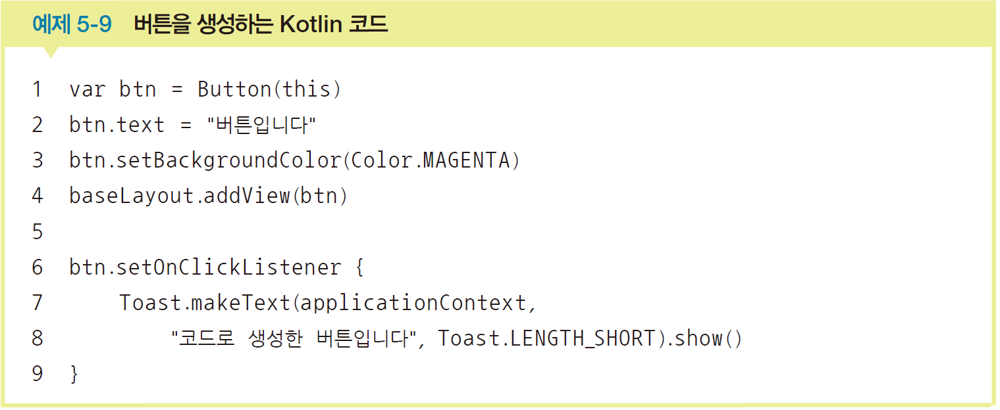 예제 5-9 버튼을 생성하는 Kotlin 코드
1 var btn = Button(this)
2 btn.text = "버튼입니다"
3 btn.setBackgroundColor(Color.MAGENTA)
4 baseLayout.addView(btn)
5
6 btn.setOnClickListener {
7     Toast.makeText(applicationContext,
8         "코드로 생성한 버튼입니다", Toast.LENGTH_SHORT).show()
9 }